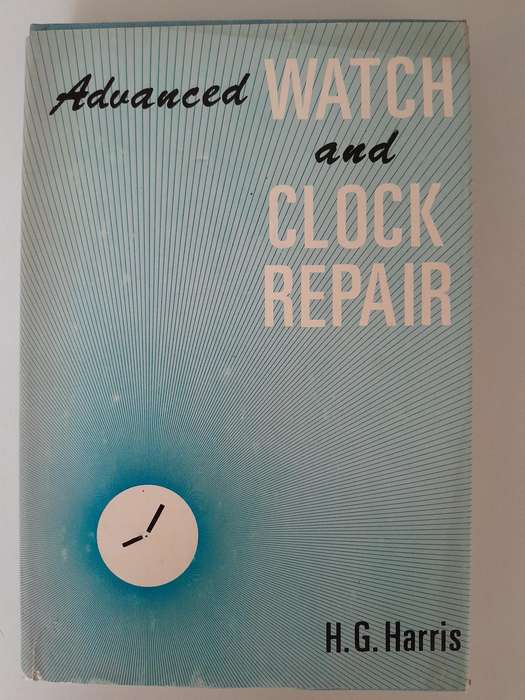 Advanced WATCH
and
CLOCK
REPAIR
H.G. Harris